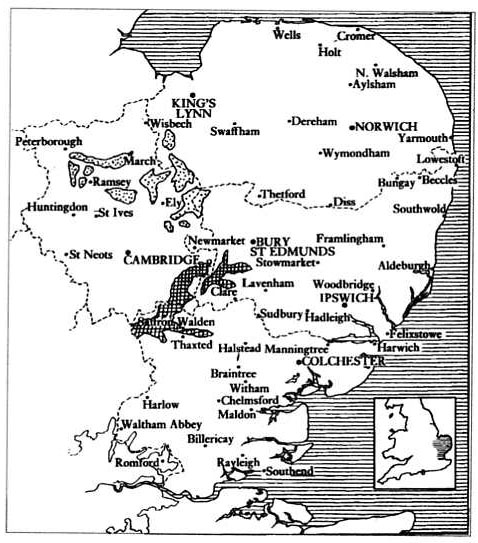 Wells
Cromer
Holt
N. Walsham
Aylsham
KING'S
LYNN
Wisbech
Swaffham
Dereham
NORWICH
Yarmouth
Peterborough
March
Wymondham
Lowestoft
Ramsey
Bungay
Beccles
Ely
Thetford
Diss
Huntingdon
St Ives
Southwold
Newmarket
BURY
ST EDMUNDS
Framlingham
St Neots
CAMBRIDGE
Stowmarket
Aldeburgh
Clare
Lavenham
Woodbridge
IPSWICH
Sudbury
Hadleigh
Saffron Walden
Felixstowe
Thaxted
Halstead
Manningtree
Harwich
COLCHESTER
Braintree
Witham
Harlow
Chelmsford
Maldon
Waltham Abbey
Billericay
Romford
Rayleigh
Southend